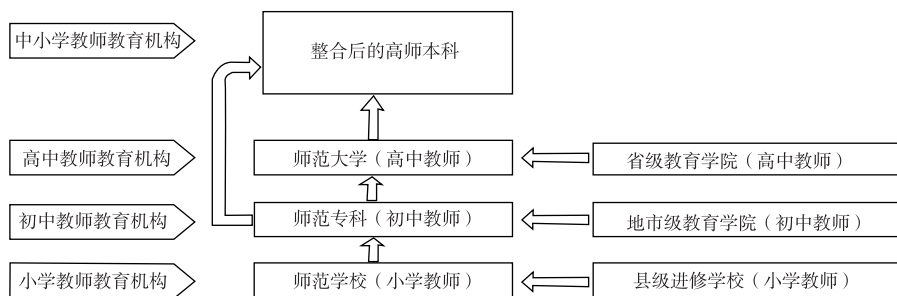 中小学教师教育机构
整合后的高师本科
高中教师教育机构
师范大学（高中教师）
省级教育学院（高中教师）
初中教师教育机构
师范专科（初中教师）
地市级教育学院（初中教师）
小学教师教育机构
师范学校（小学教师）
县级进修学校（小学教师）